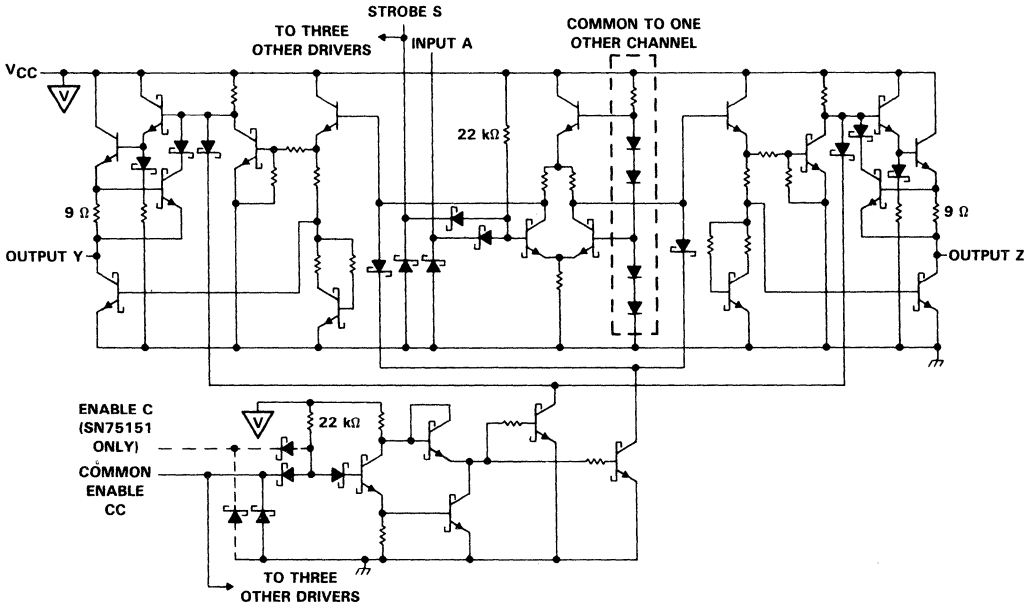 STROBE S
TO THREE
OTHER DRIVERS
INPUT A
COMMON TO ONE
OTHER CHANNEL
VCC
V
22 kΩ
9 Ω
9 Ω
OUTPUT Y
OUTPUT Z
ENABLE C
(SN75151
ONLY)
V
22 kΩ
COMMON
ENABLE
CC
TO THREE
OTHER DRIVERS